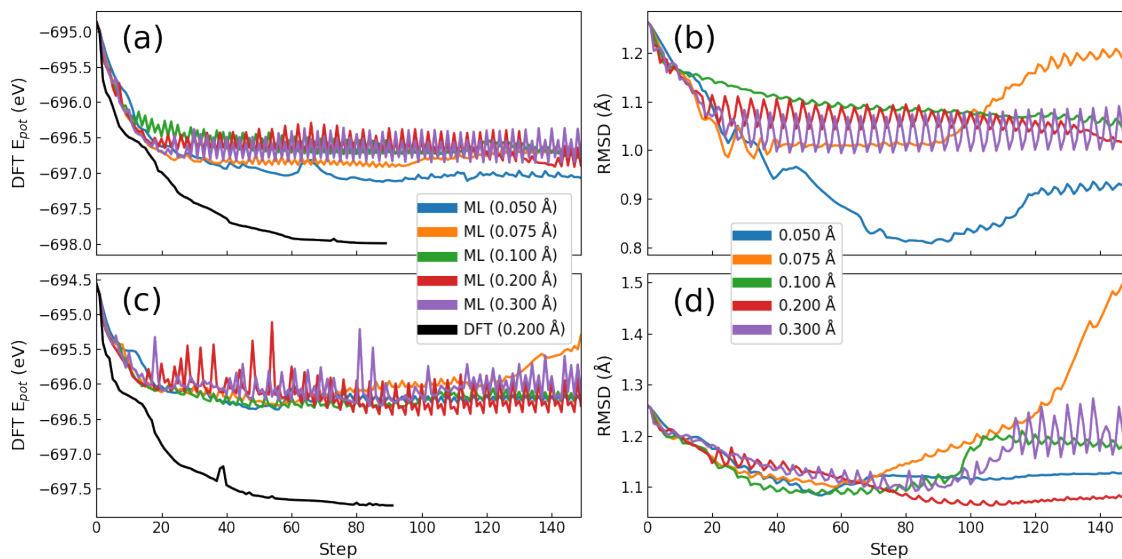 (a)
DFT E_pot (eV)
−695.0
−695.5
−696.0
−696.5
−697.0
−697.5
−698.0
(b)
RMSD (Å)
1.2
1.1
1.0
0.9
0.8
ML (0.050 Å)
ML (0.075 Å)
ML (0.100 Å)
ML (0.200 Å)
ML (0.300 Å)
DFT (0.200 Å)
0.050 Å
0.075 Å
0.100 Å
0.200 Å
0.300 Å
(c)
DFT E_pot (eV)
−694.5
−695.0
−695.5
−696.0
−696.5
−697.0
−697.5
0 20 40 60 80 100 120 140
Step
(d)
RMSD (Å)
1.5
1.4
1.3
1.2
1.1
0 20 40 60 80 100 120 140
Step